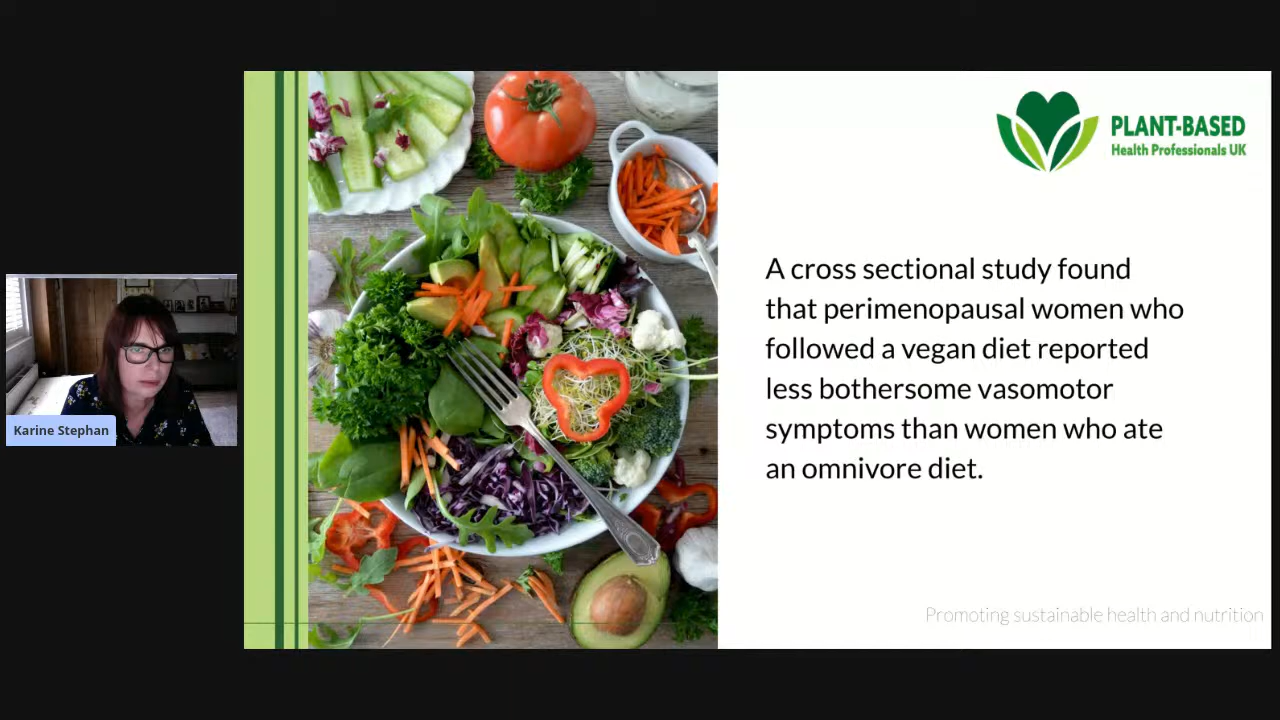 PLANT-BASED
Health Professionals UK
A cross sectional study found
that perimenopausal women who
followed a vegan diet reported
less bothersome vasomotor
symptoms than women who ate
an omnivore diet.
Karine Stephan
Promoting sustainable health and nutrition